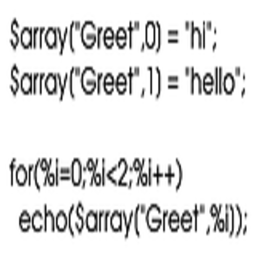 $array("Greet",0) = "hi";
$array("Greet",1) = "hello";
for(%i=0;%i<2;%i++)
echo($array("Greet",%i));